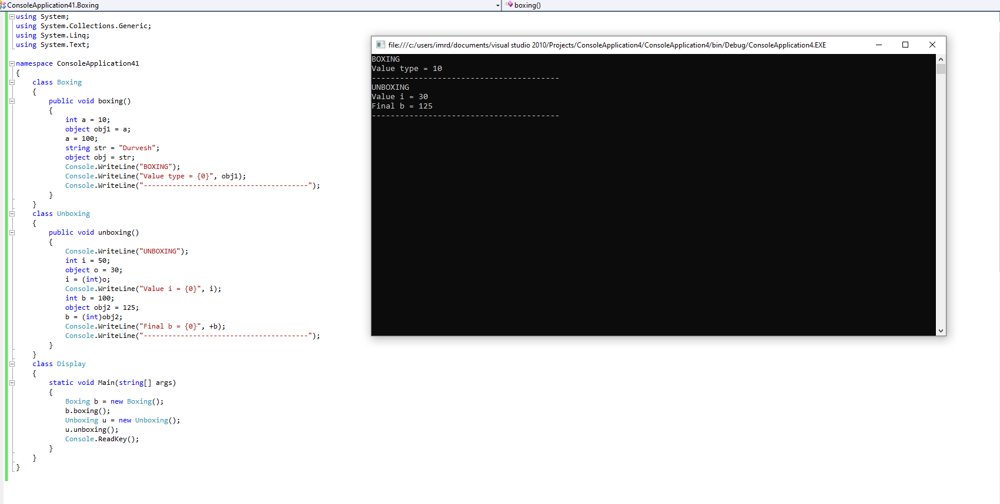 ConsoleApplication41.Boxing
boxing()
using System;
using System.Collections.Generic;
using System.Linq;
using System.Text;
namespace ConsoleApplication41
{
class Boxing
{
public void boxing()
{
int a = 10;
object obj1 = a;
a = 100;
string str = "Durvesh";
object obj = str;
Console.WriteLine("BOXING");
Console.WriteLine("Value type = {0}", obj1);
Console.WriteLine("----------------------------------------");
}
}
class Unboxing
{
public void unboxing()
{
Console.WriteLine("UNBOXING");
int i = 50;
object o = 30;
i = (int)o;
Console.WriteLine("Value i = {0}", i);
int b = 100;
object obj2 = 125;
b = (int)obj2;
Console.WriteLine("Final b = {0}", +b);
Console.WriteLine("----------------------------------------");
}
}
class Display
{
static void Main(string[] args)
{
Boxing b = new Boxing();
b.boxing();
Unboxing u = new Unboxing();
u.unboxing();
Console.ReadKey();
}
}
}
file:///c:/users/imrd/documents/visual studio 2010/Projects/ConsoleApplication4/ConsoleApplication4/bin/Debug/ConsoleApplication4.EXE
BOXING
Value type = 10
----------------------------------------
UNBOXING
Value i = 30
Final b = 125
----------------------------------------